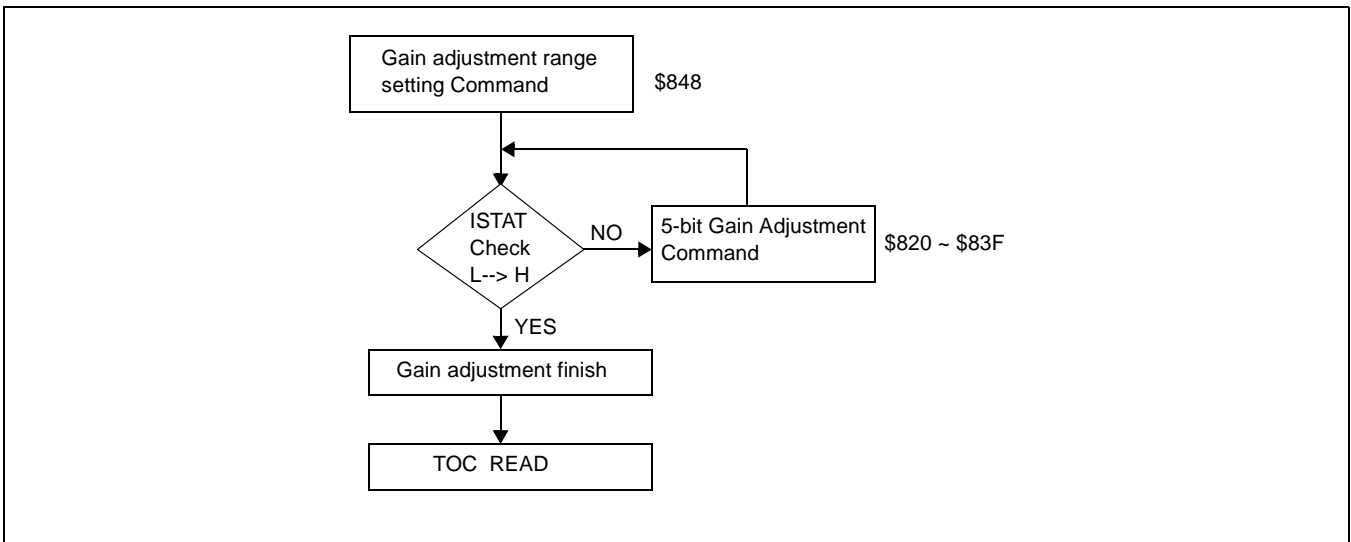 Gain adjustment range
setting Command
$848
ISTAT
Check
L--> H
NO
5-bit Gain Adjustment
Command
$820 ~ $83F
YES
Gain adjustment finish
TOC READ